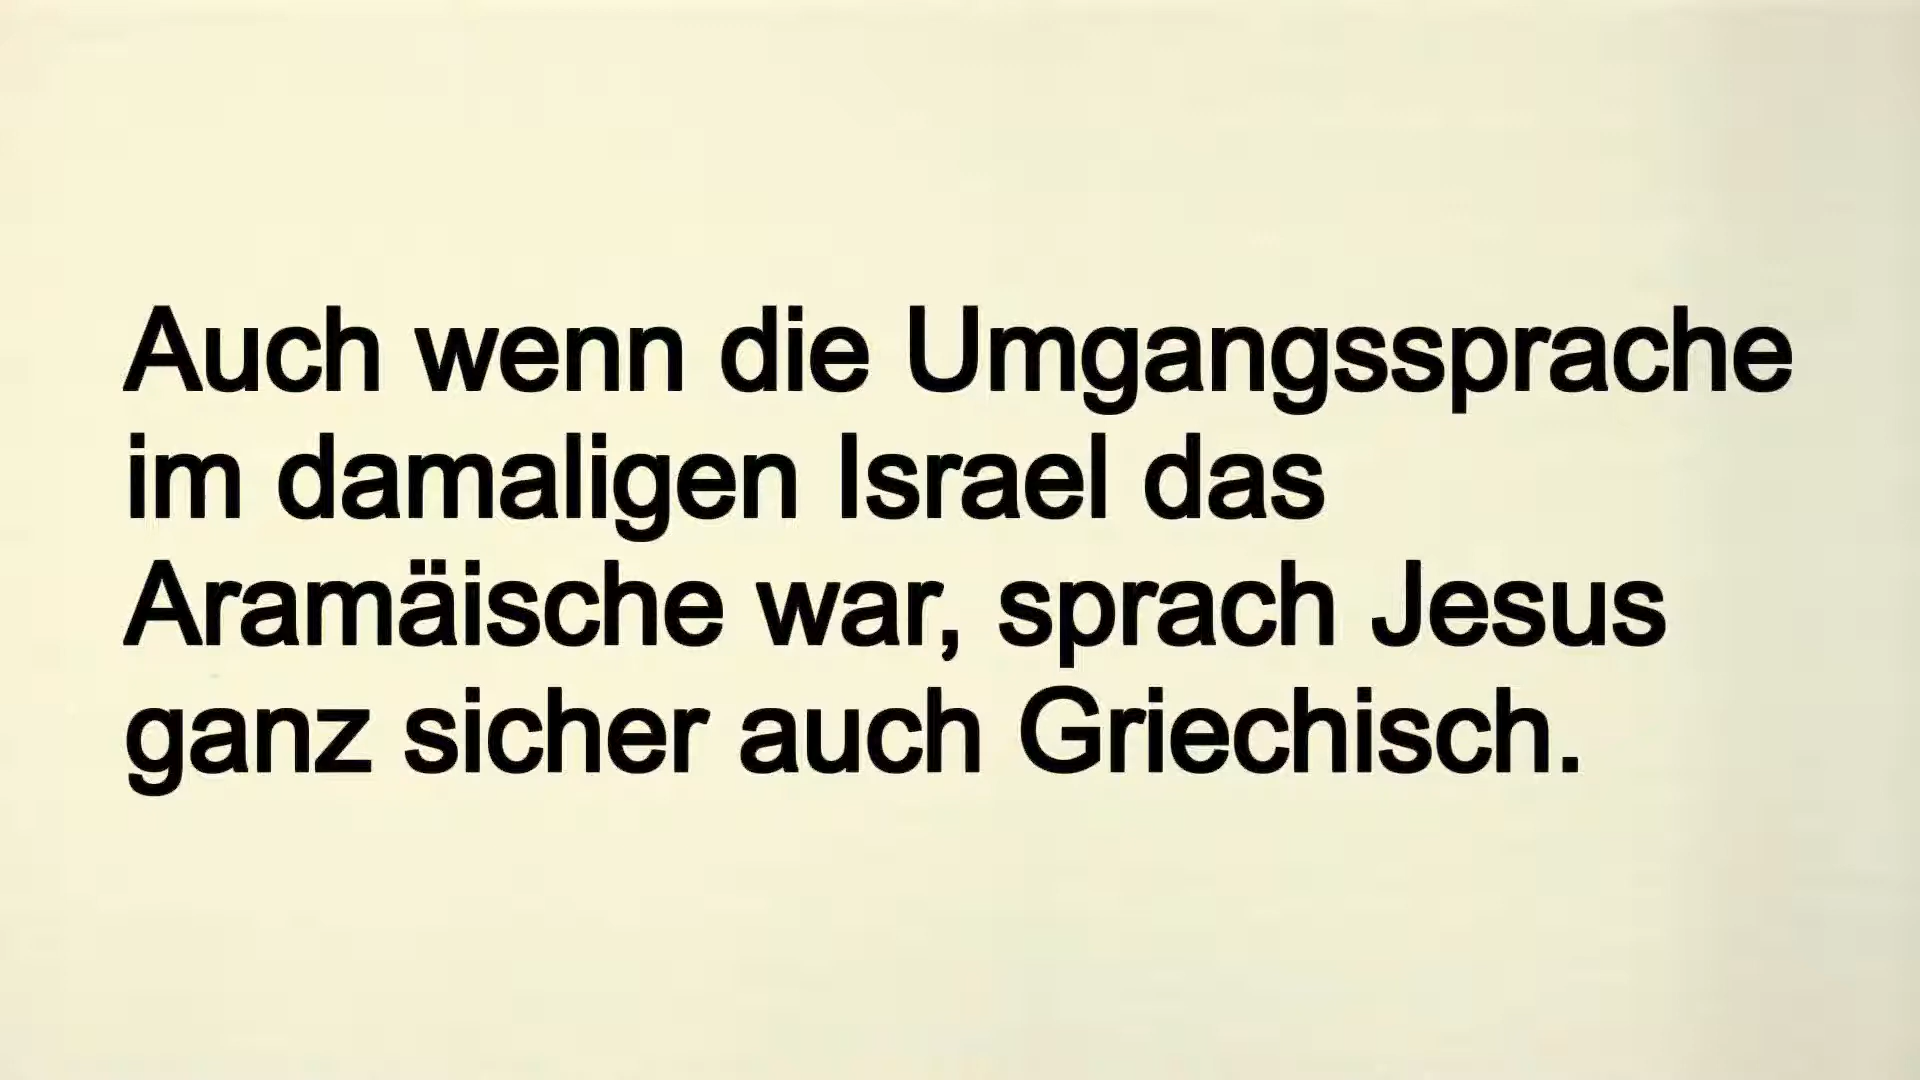 Auch wenn die Umgangssprache
im damaligen Israel das
Aramäische war, sprach Jesus
ganz sicher auch Griechisch.